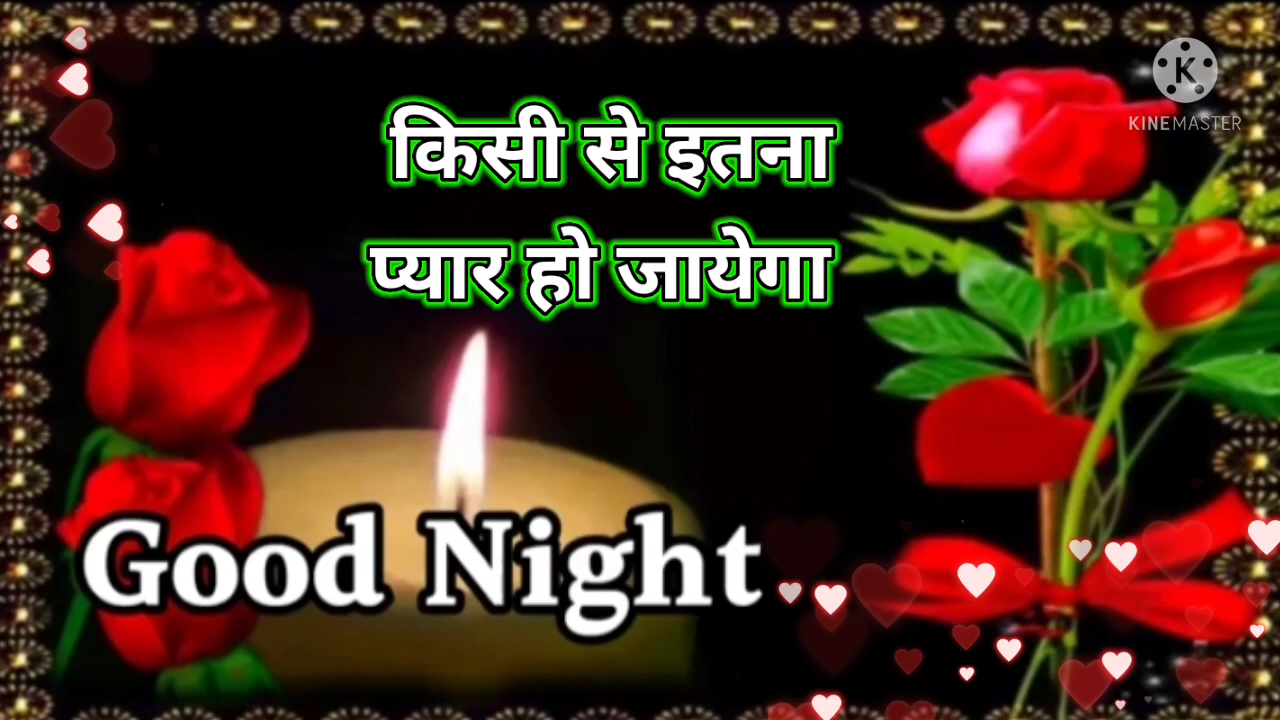 K
KINEMASTER
किसी से इतना
प्यार हो जायेगा
Good Night